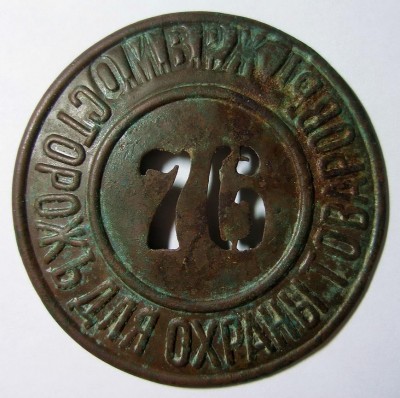 О.М.В.Р.Ж.Д.
СТОРОЖЪ ДЛЯ ОХРАНЫ ТОВАРОВЪ
76